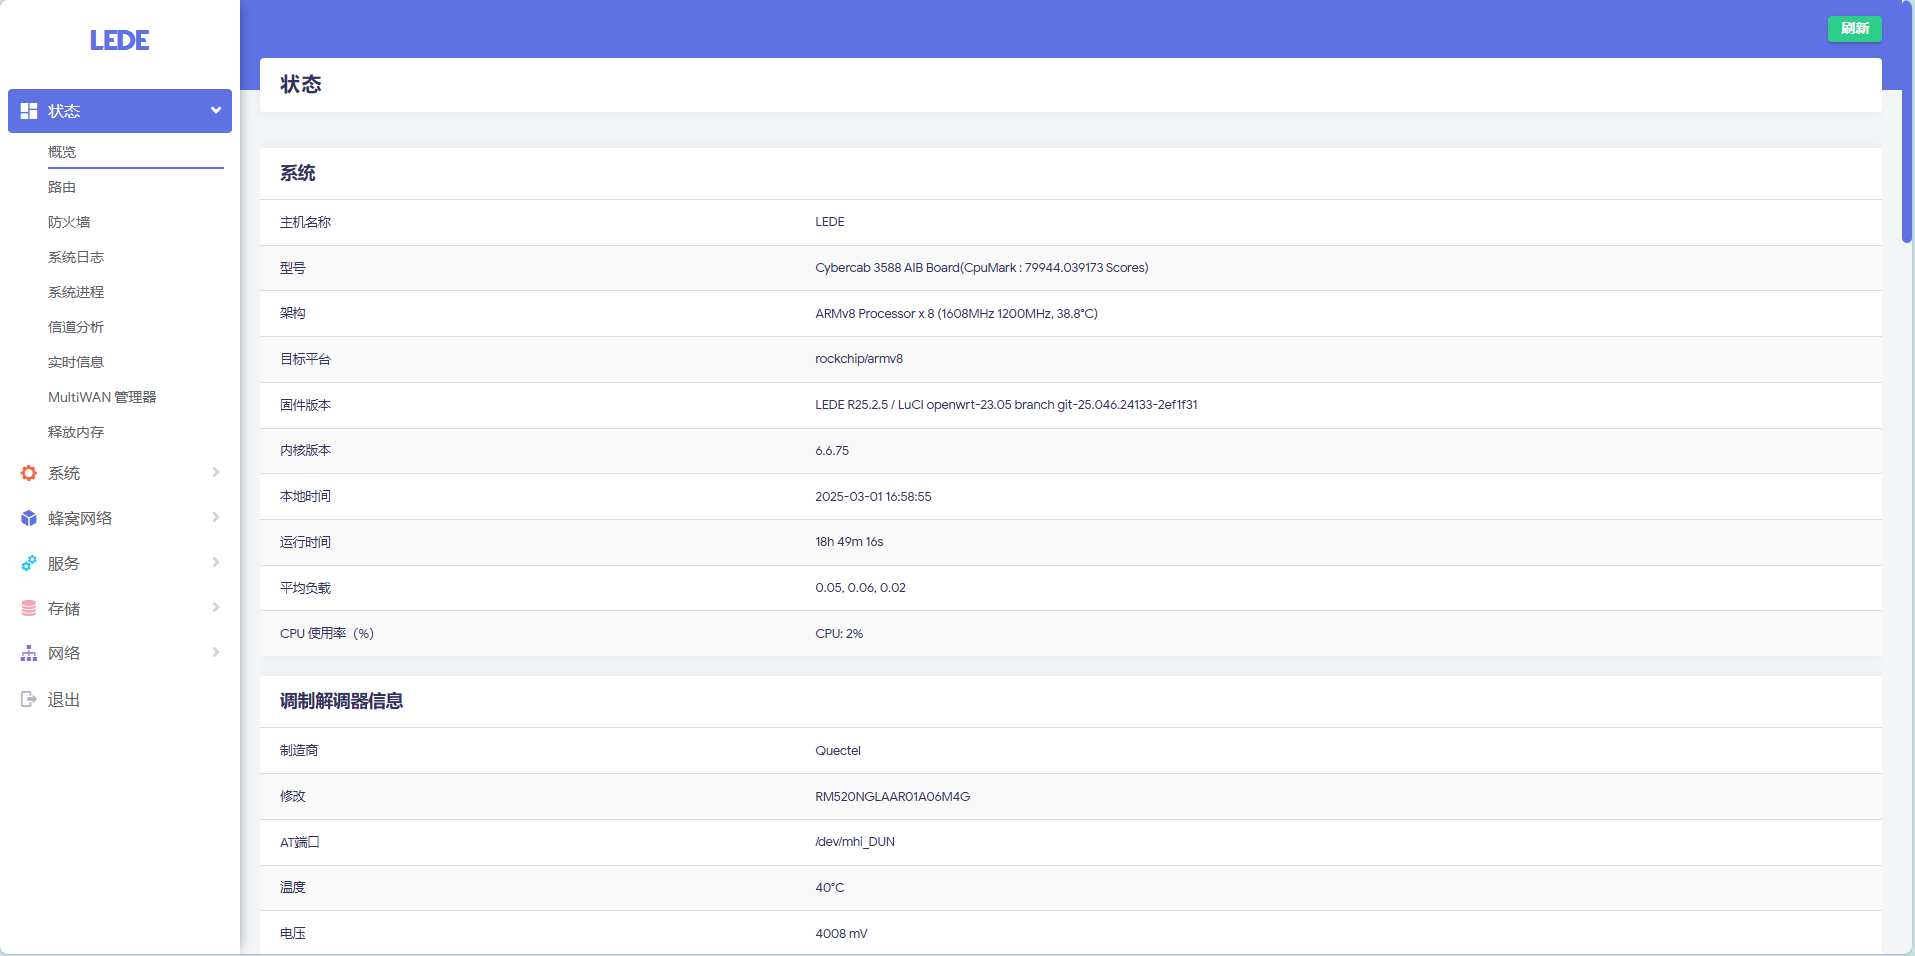 LEDE
状态
概览
路由
防火墙
系统日志
系统进程
信道分析
实时信息
MultiWAN 管理器
释放内存
系统
蜂窝网络
服务
存储
网络
退出
刷新
状态
系统
主机名称 LEDE
型号 Cybercab 3588 AIB Board(CpuMark : 79944.039173 Scores)
架构 ARMv8 Processor x 8 (1608MHz 1200MHz, 38.8°C)
目标平台 rockchip/armv8
固件版本 LEDE R25.2.5 / LuCI openwrt-23.05 branch git-25.046.24133-2ef1f31
内核版本 6.6.75
本地时间 2025-03-01 16:58:55
运行时间 18h 49m 16s
平均负载 0.05, 0.06, 0.02
CPU 使用率（%） CPU: 2%
调制解调器信息
制造商 Quectel
修改 RM520NGLAAR01A06M4G
AT端口 /dev/mhi_DUN
温度 40°C
电压 4008 mV